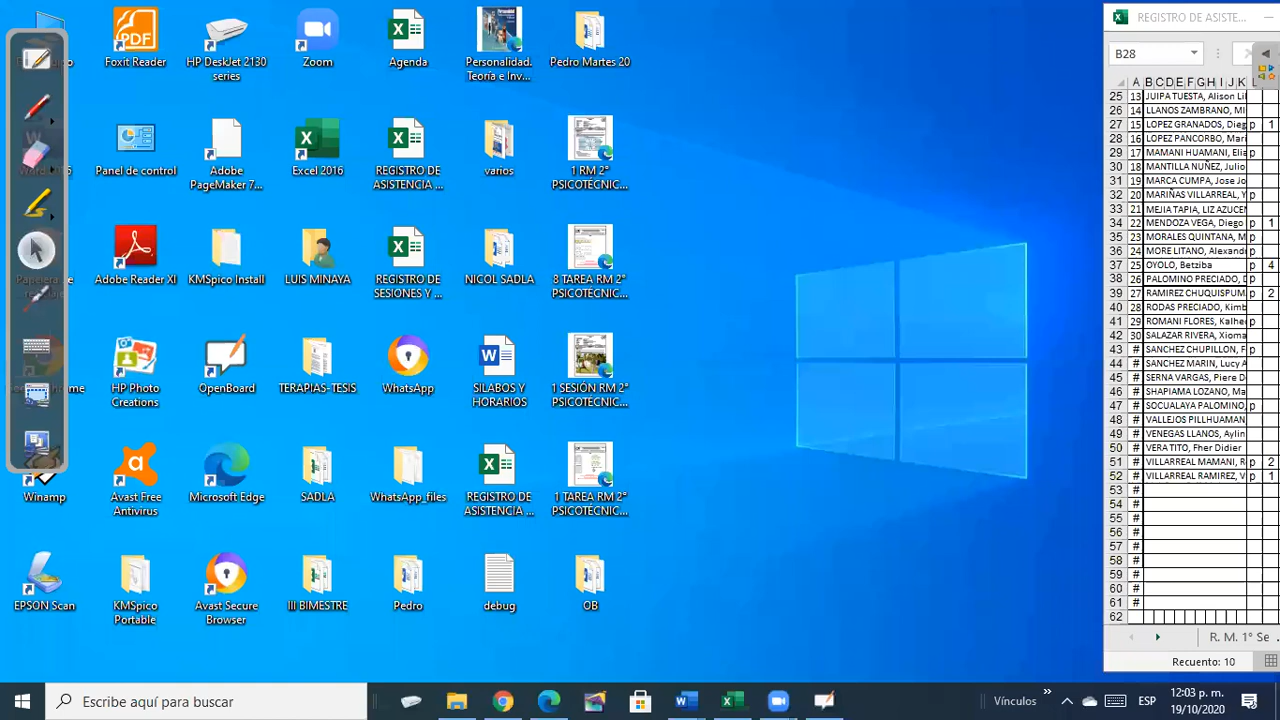 Foxit Reader
HP DeskJet 2130 series
Zoom
Agenda
Personalidad. Teoría e Inv...
Pedro Martes 20
Panel de control
Adobe PageMaker 7....
Excel 2016
REGISTRO DE ASISTENCIA ...
varios
1 RM 2° PSICOTÉCNIC...
Adobe Reader XI
KMSpico Install
LUIS MINAYA
REGISTRO DE SESIONES Y ...
NICOL SADLA
8 TAREA RM 2° PSICOTÉCNIC...
HP Photo Creations
OpenBoard
TERAPIAS-TESIS
WhatsApp
SILABOS Y HORARIOS
1 SESIÓN RM 2° PSICOTÉCNIC...
Winamp
Avast Free Antivirus
Microsoft Edge
SADLA
WhatsApp_files
REGISTRO DE ASISTENCIA ...
1 TAREA RM 2° PSICOTÉCNIC...
EPSON Scan
KMSpico Portable
Avast Secure Browser
III BIMESTRE
Pedro
debug
OB
REGISTRO DE ASISTE...
B28
A B C D E F G H I J K L
25 13 JUIPA TUESTA, Alison Li
26 14 LLANOS ZAMBRANO, MI
27 15 LOPEZ GRANADOS, Dieg p 1
28 16 LOPEZ PANCORBO, Mar
29 17 MAMANI HUAMANI, Elia p
30 18 MANTILLA NUÑEZ, Julio
31 19 MARCA CUMPA, Jose Jo
32 20 MARIÑAS VILLARREAL, Y p
33 21 MEJIA TAPIA, LIZ AZUCEN
34 22 MENDOZA VEGA, Diego p 1
35 23 MORALES QUINTANA, M
36 24 MORE LITANO, Alexand
37 25 OYOLO, Betziba p 4
38 26 PALOMINO PRECIADO, D p
39 27 RAMIREZ CHUQUISPUM p 2
40 28 RODAS PRECIADO, Kimb
41 29 ROMANI FLORES, Kalhe p
42 30 SALAZAR RIVERA, Xioma
43 # SANCHEZ CHUPILLON, F p
44 # SANCHEZ MARIN, Lucy A
45 # SERNA VARGAS, Piere D
46 # SHAPIAMA LOZANO, Ma
47 # SOCUALAYA PALOMINO, p
48 # VALLEJOS PILLHUAMAN
49 # VENEGAS LLANOS, Aylin
50 # VERA TITO, Fher Didier
51 # VILLARREAL MAMANI, R p 2
52 # VILLARREAL RAMIREZ, V p 1
53 #
54 #
55 #
56 #
57 #
58 #
59 #
60 #
61 #
62
R. M. 1° Se ...
Recuento: 10
Escribe aquí para buscar
Vínculos
ESP
12:03 p. m.
19/10/2020